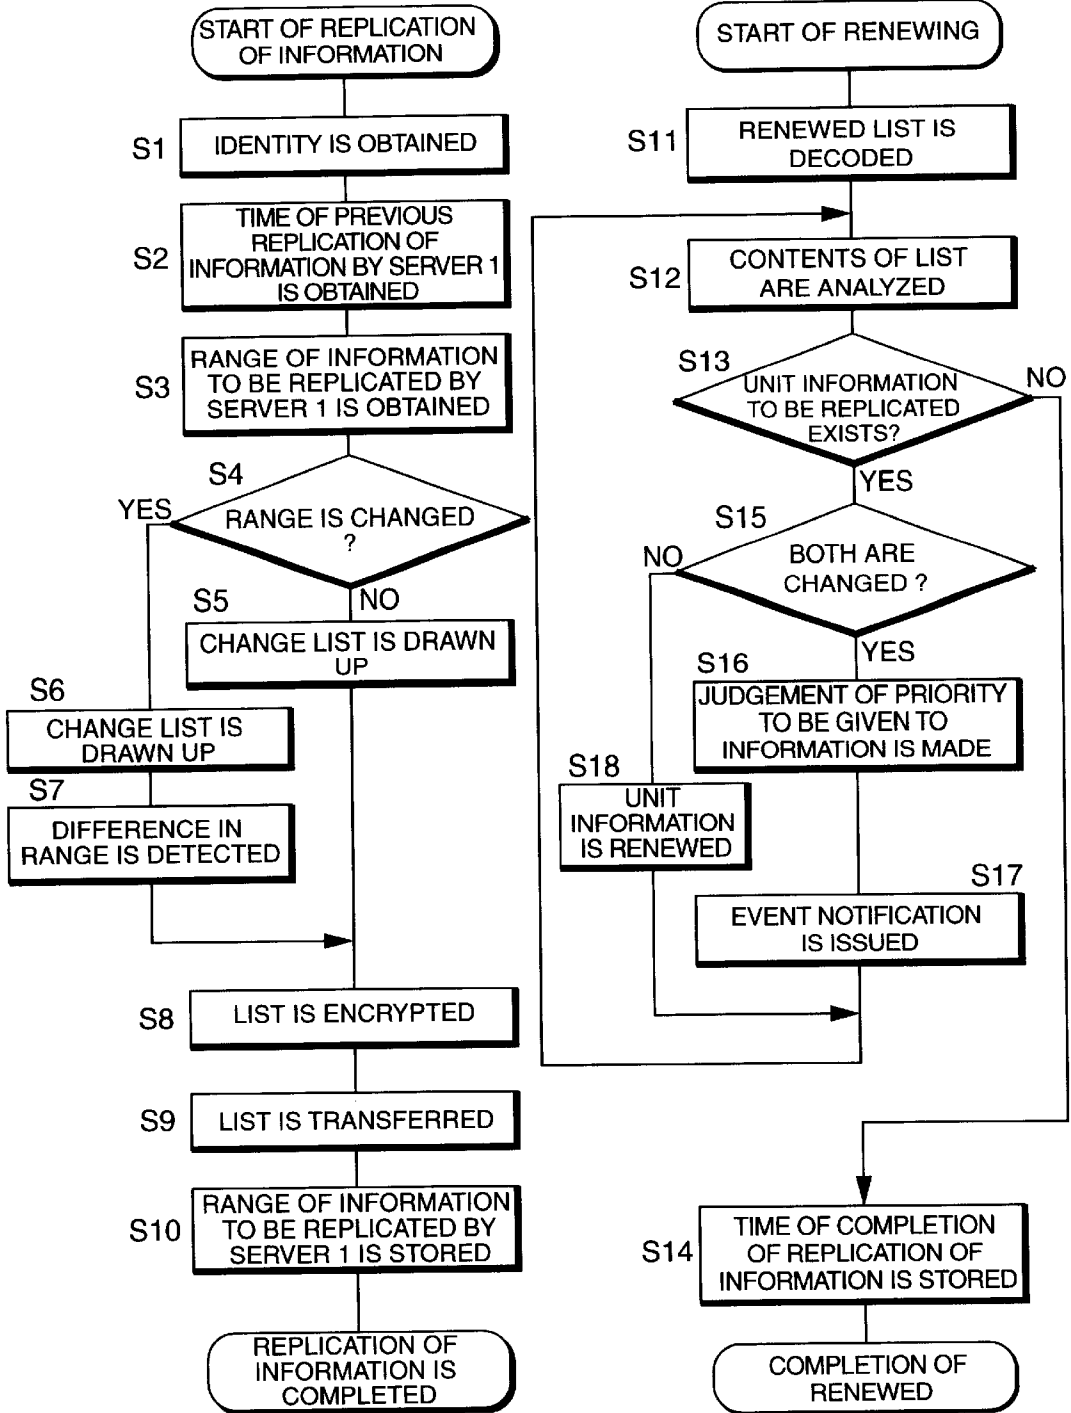 START OF REPLICATION
OF INFORMATION
S1
IDENTITY IS OBTAINED
S2
TIME OF PREVIOUS
REPLICATION OF
INFORMATION BY SERVER 1
IS OBTAINED
S3
RANGE OF INFORMATION
TO BE REPLICATED BY
SERVER 1 IS OBTAINED
S4
YES
RANGE IS CHANGED
?
NO
S5
CHANGE LIST IS DRAWN
UP
S6
CHANGE LIST IS
DRAWN UP
S7
DIFFERENCE IN
RANGE IS DETECTED
S8
LIST IS ENCRYPTED
S9
LIST IS TRANSFERRED
S10
RANGE OF INFORMATION
TO BE REPLICATED BY
SERVER 1 IS STORED
REPLICATION OF
INFORMATION IS
COMPLETED
START OF RENEWING
S11
RENEWED LIST IS
DECODED
S12
CONTENTS OF LIST
ARE ANALYZED
S13
NO
UNIT INFORMATION
TO BE REPLICATED
EXISTS?
YES
S15
NO
BOTH ARE
CHANGED ?
YES
S16
JUDGEMENT OF PRIORITY
TO BE GIVEN TO
INFORMATION IS MADE
S18
UNIT
INFORMATION
IS RENEWED
S17
EVENT NOTIFICATION
IS ISSUED
S14
TIME OF COMPLETION
OF REPLICATION OF
INFORMATION IS STORED
COMPLETION OF
RENEWED